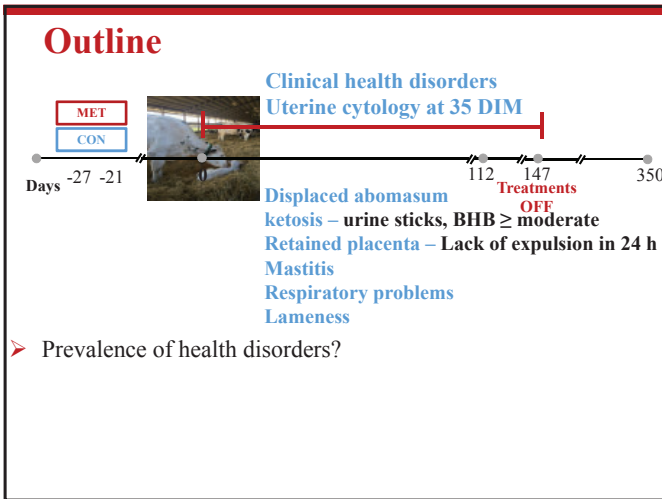 Outline
Clinical health disorders
Uterine cytology at 35 DIM
MET
CON
Days -27 -21 112 147 350
Treatments
OFF
Displaced abomasum
ketosis – urine sticks, BHB ≥ moderate
Retained placenta – Lack of expulsion in 24 h
Mastitis
Respiratory problems
Lameness
➢ Prevalence of health disorders?